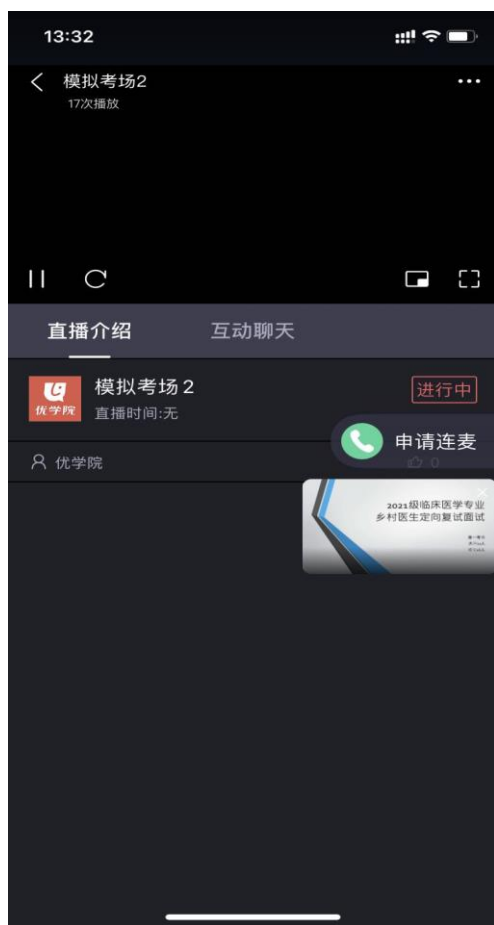 13:32
模拟考场2
17次播放
直播介绍
互动聊天
优学院
模拟考场 2
直播时间:无
进行中
申请连麦
优学院
0
2021级临床医学专业
乡村医生定向复试面试